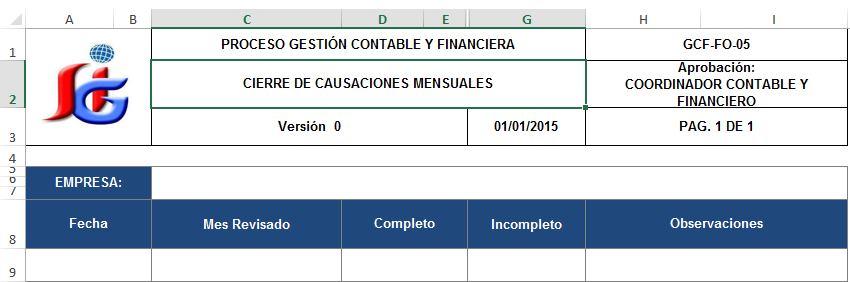 A B C D E F G H I
1 PROCESO GESTIÓN CONTABLE Y FINANCIERA GCF-FO-05
2 CIERRE DE CAUSACIONES MENSUALES Aprobación:
COORDINADOR CONTABLE Y
FINANCIERO
3 Versión 0 01/01/2015 PAG. 1 DE 1
4
5
6 EMPRESA:
7
8 Fecha Mes Revisado Completo Incompleto Observaciones
9